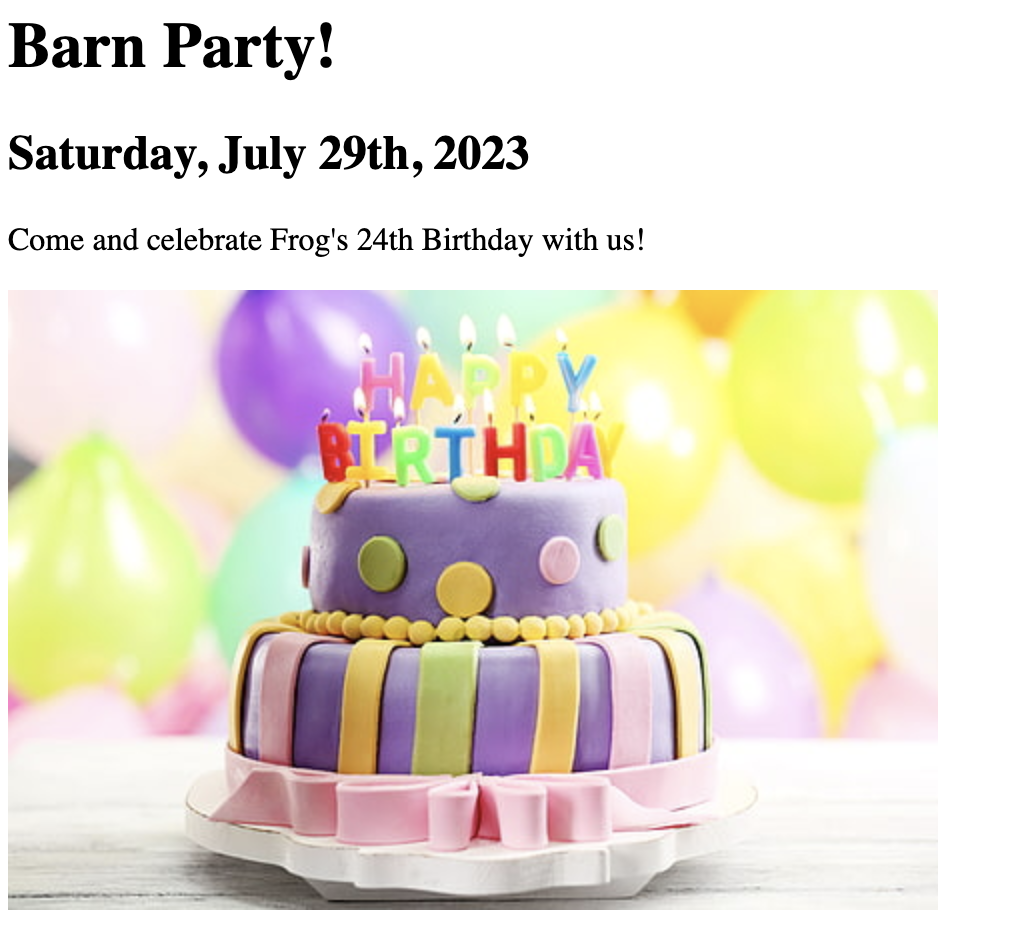 Barn Party!
Saturday, July 29th, 2023
Come and celebrate Frog's 24th Birthday with us!
HAPPY
BIRTHDAY